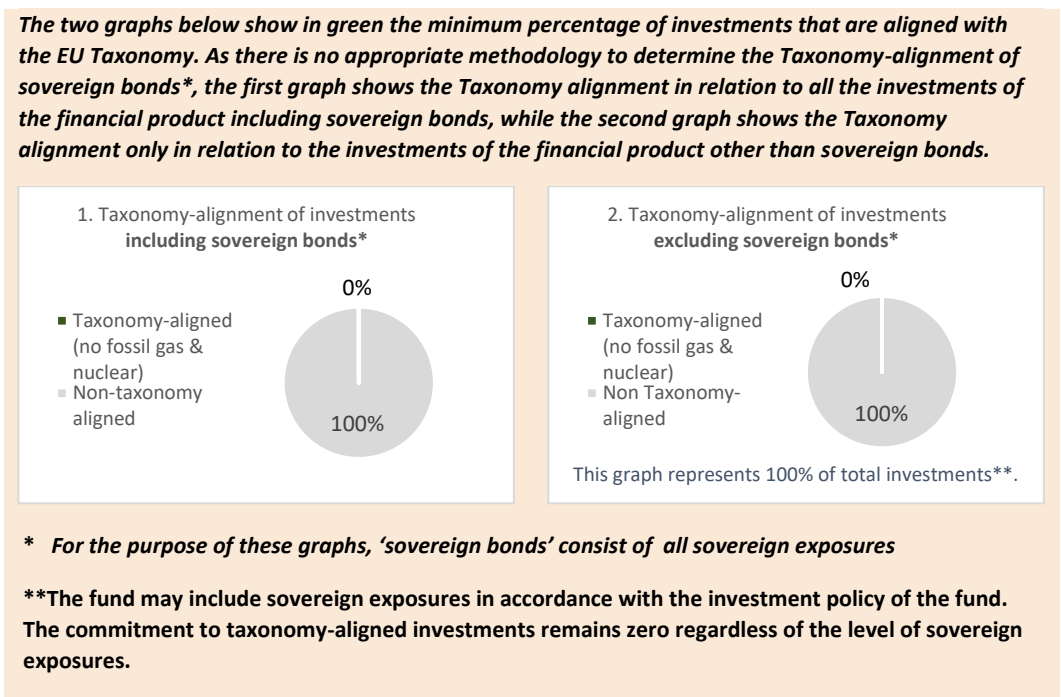 The two graphs below show in green the minimum percentage of investments that are aligned with
the EU Taxonomy. As there is no appropriate methodology to determine the Taxonomy-alignment of
sovereign bonds*, the first graph shows the Taxonomy alignment in relation to all the investments of
the financial product including sovereign bonds, while the second graph shows the Taxonomy
alignment only in relation to the investments of the financial product other than sovereign bonds.
1. Taxonomy-alignment of investments
including sovereign bonds*
0%
Taxonomy-aligned
(no fossil gas &
nuclear)
Non-taxonomy
aligned
100%
2. Taxonomy-alignment of investments
excluding sovereign bonds*
0%
Taxonomy-aligned
(no fossil gas &
nuclear)
Non Taxonomy-
aligned
100%
This graph represents 100% of total investments**.
* For the purpose of these graphs, ‘sovereign bonds’ consist of all sovereign exposures
**The fund may include sovereign exposures in accordance with the investment policy of the fund.
The commitment to taxonomy-aligned investments remains zero regardless of the level of sovereign
exposures.